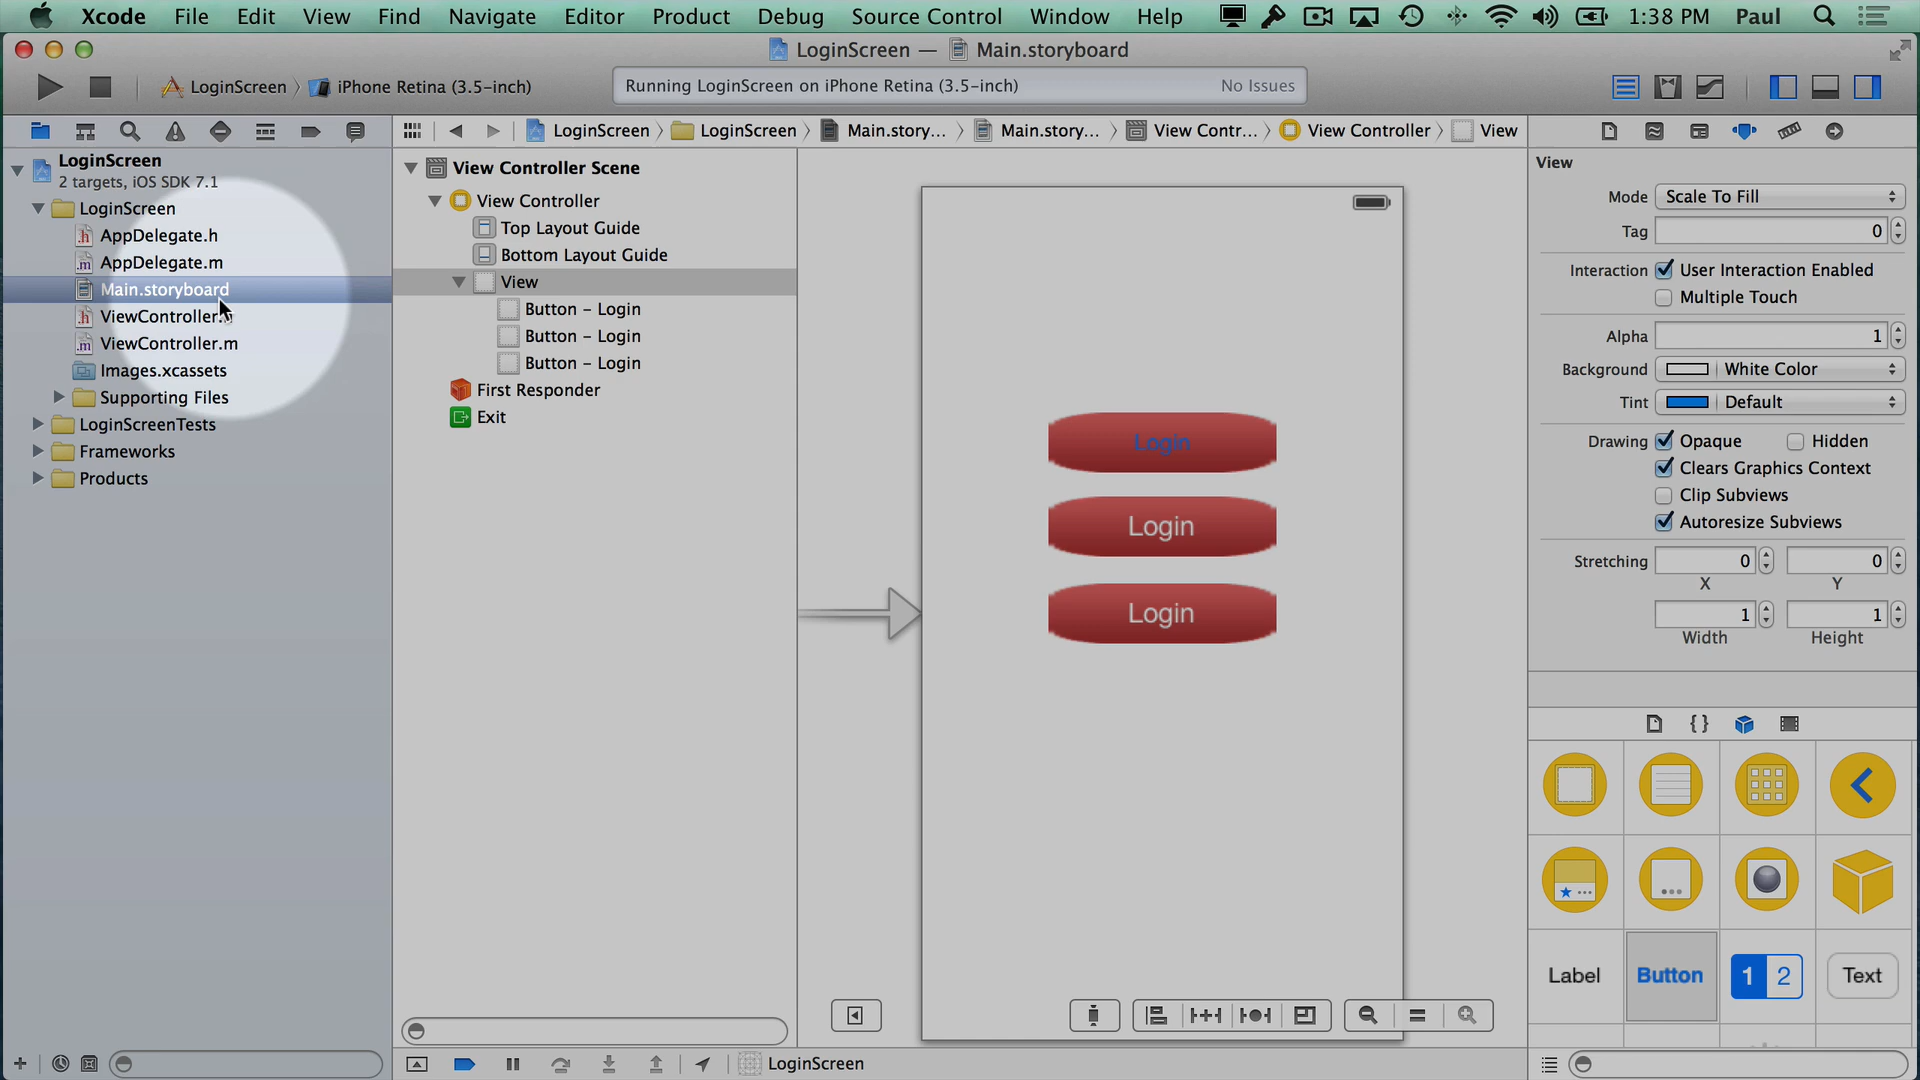 Xcode File Edit View Find Navigate Editor Product Debug Source Control Window Help 1:38 PM Paul
LoginScreen — Main.storyboard
LoginScreen iPhone Retina (3.5-inch)
Running LoginScreen on iPhone Retina (3.5-inch) No Issues
LoginScreen LoginScreen Main.story... Main.story... View Contr... View Controller View
LoginScreen
2 targets, iOS SDK 7.1
LoginScreen
AppDelegate.h
AppDelegate.m
Main.storyboard
ViewController.
ViewController.m
Images.xcassets
Supporting Files
LoginScreenTests
Frameworks
Products
View Controller Scene
View Controller
Top Layout Guide
Bottom Layout Guide
View
Button – Login
Button – Login
Button – Login
First Responder
Exit
Login
Login
Login
View
Mode Scale To Fill
Tag 0
Interaction User Interaction Enabled
Multiple Touch
Alpha 1
Background White Color
Tint Default
Drawing Opaque Hidden
Clears Graphics Context
Clip Subviews
Autoresize Subviews
Stretching 0 0
X Y
1 1
Width Height
{}
Label Button 1 2 Text
LoginScreen